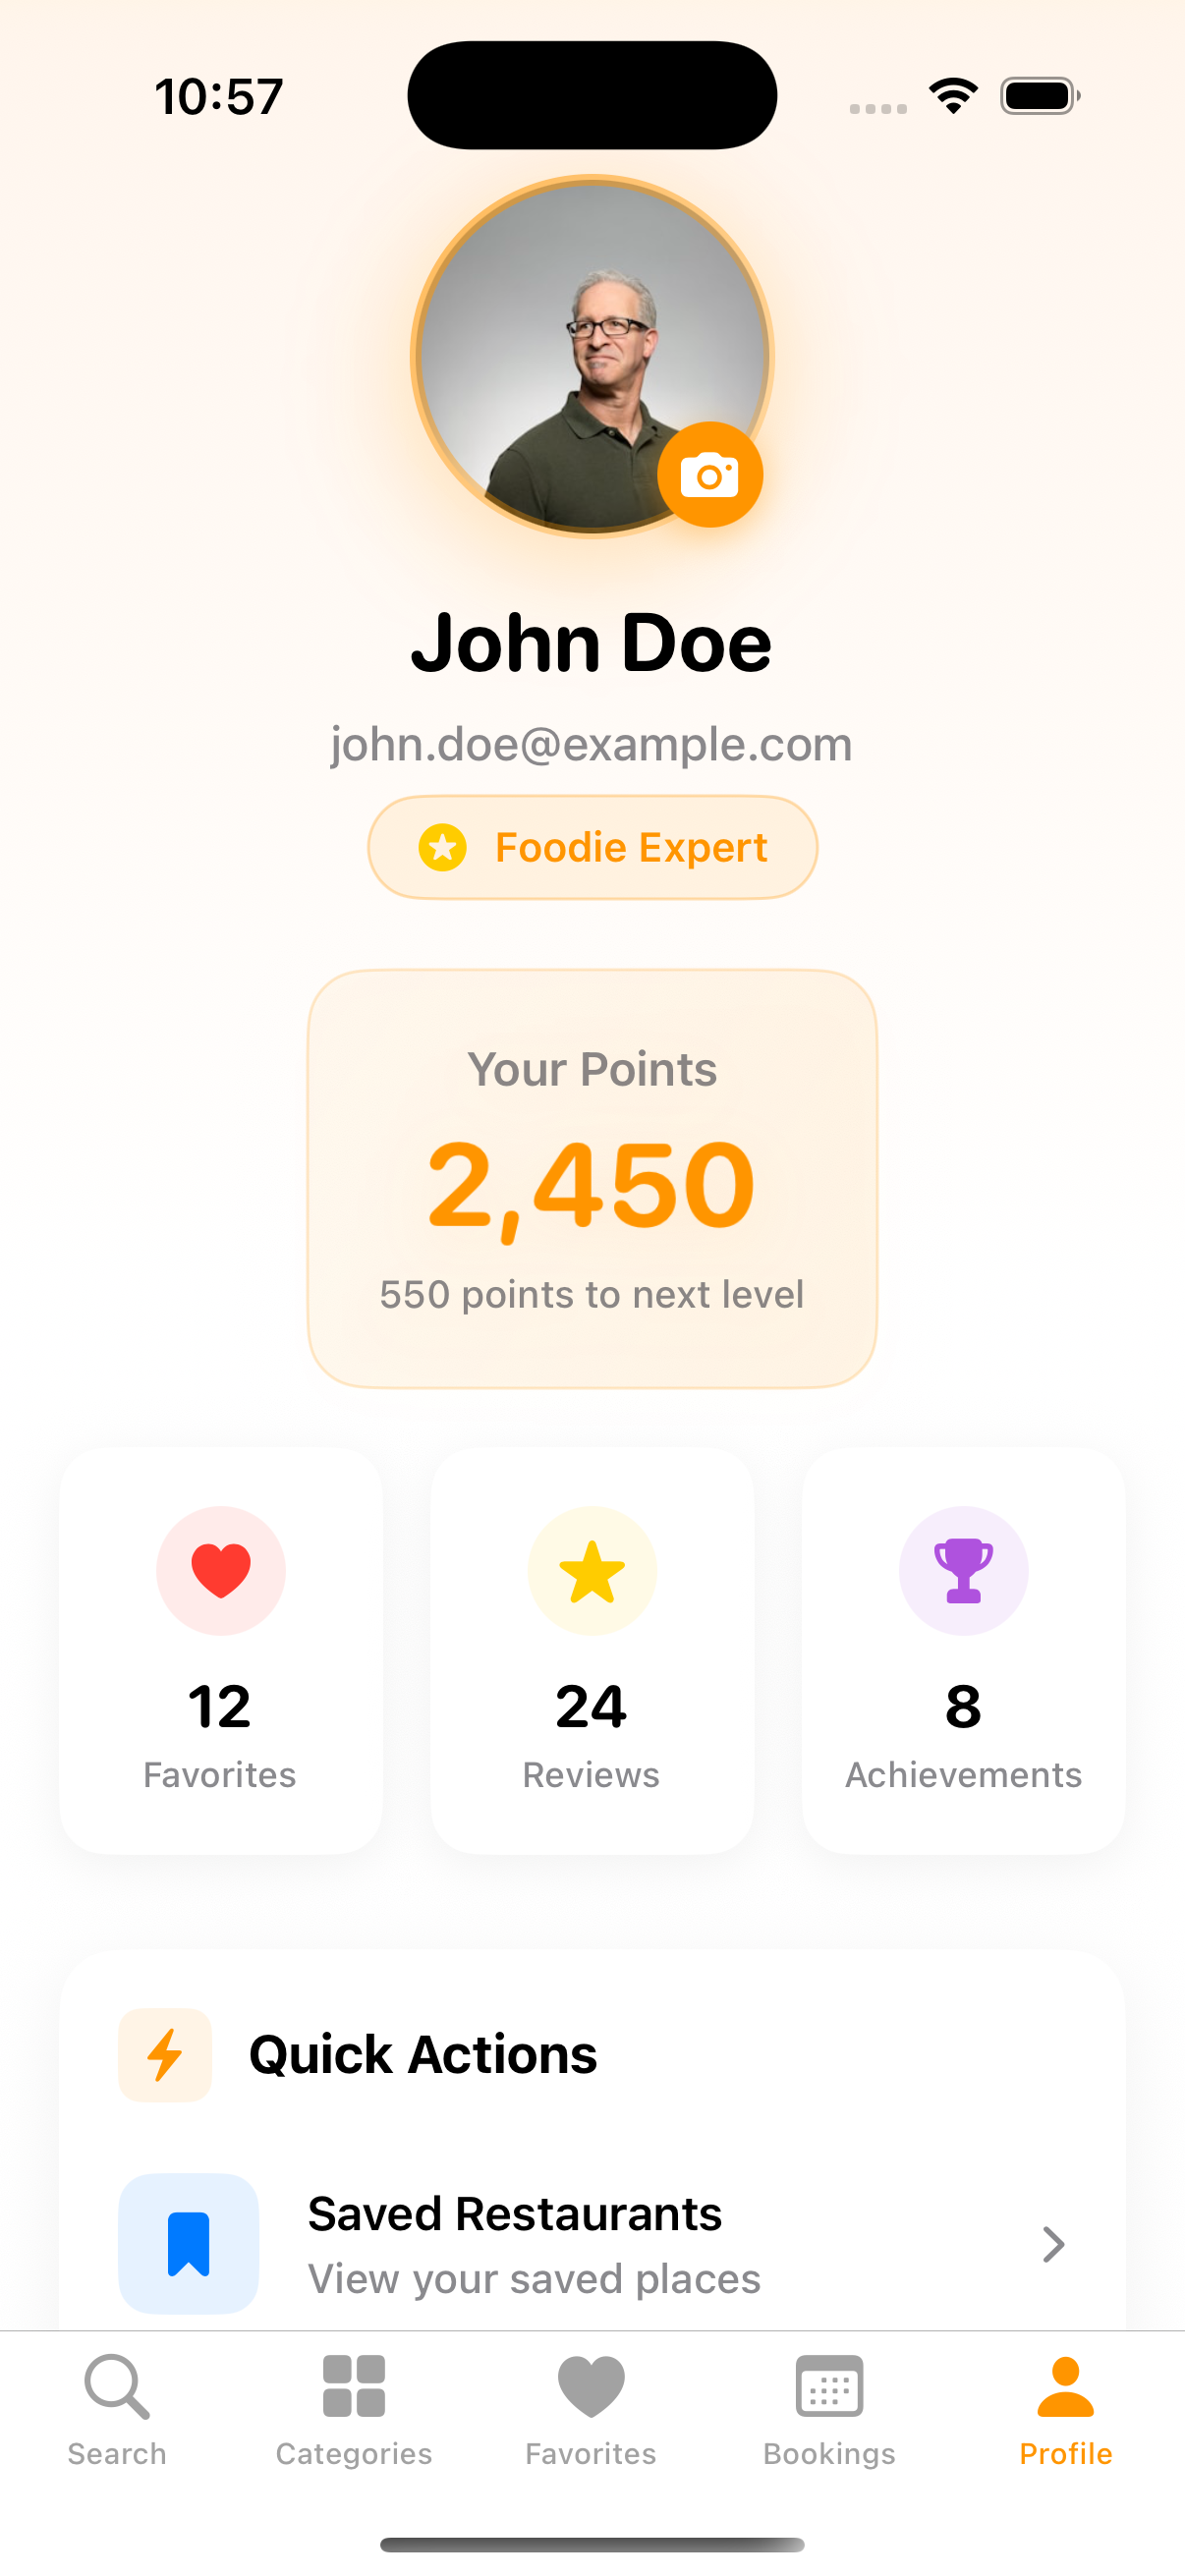 10:57
John Doe
john.doe@example.com
Foodie Expert
Your Points
2,450
550 points to next level
12
Favorites
24
Reviews
8
Achievements
Quick Actions
Saved Restaurants
View your saved places
Search
Categories
Favorites
Bookings
Profile